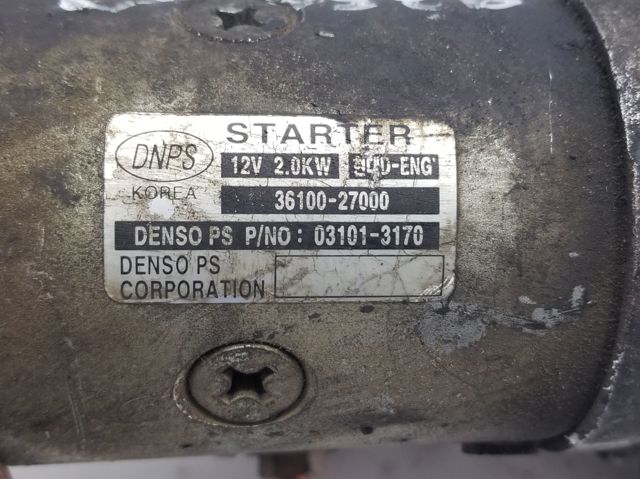 DNPS
KOREA
STARTER
12V 2.0KW
36100-27000
DENSO PS P/NO: 03101-3170
DENSO PS
CORPORATION